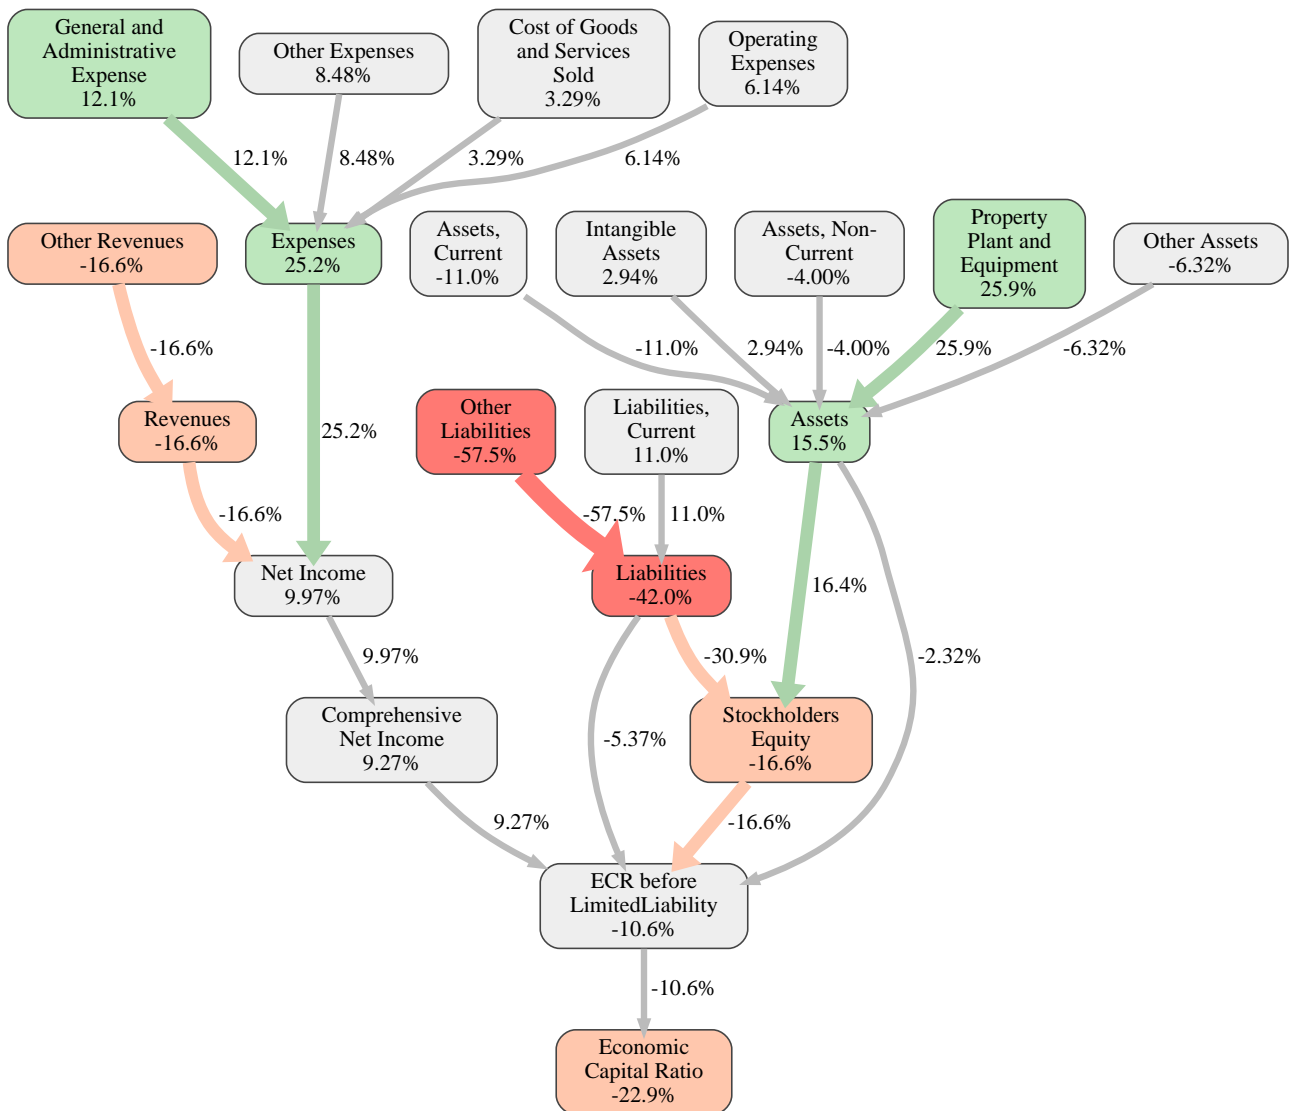 General and
Administrative
Expense
12.1%
Other Expenses
8.48%
Cost of Goods
and Services
Sold
3.29%
Operating
Expenses
6.14%
12.1%
8.48%
3.29%
6.14%
Other Revenues
-16.6%
Expenses
25.2%
Assets,
Current
-11.0%
Intangible
Assets
2.94%
Assets, Non-
Current
-4.00%
Property
Plant and
Equipment
25.9%
Other Assets
-6.32%
-16.6%
-11.0%
2.94%
-4.00%
25.9%
-6.32%
Revenues
-16.6%
25.2%
Other
Liabilities
-57.5%
Liabilities,
Current
11.0%
Assets
15.5%
-16.6%
-57.5%
11.0%
Net Income
9.97%
Liabilities
-42.0%
16.4%
9.97%
-30.9%
-2.32%
Comprehensive
Net Income
9.27%
-5.37%
Stockholders
Equity
-16.6%
9.27%
-16.6%
ECR before
LimitedLiability
-10.6%
-10.6%
Economic
Capital Ratio
-22.9%